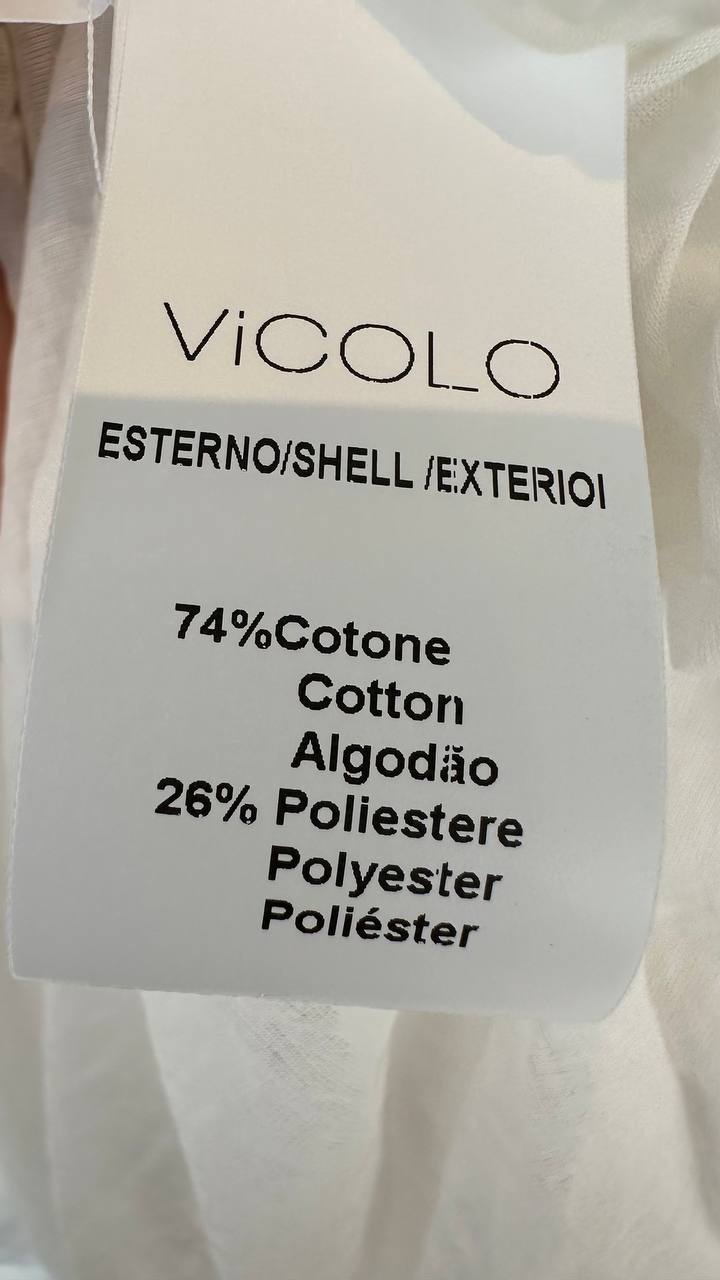 ViCOLO
ESTERNO/SHELL /EXTERIOI
74%Cotone
Cotton
Algodão
26% Poliestere
Polyester
Poliéster